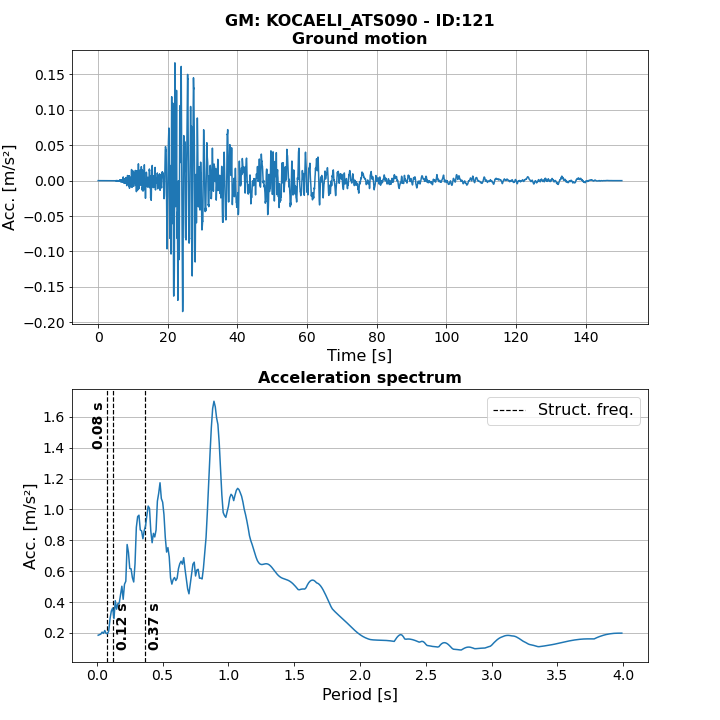 GM: KOCAELI_ATS090 - ID:121
Ground motion
Acc. [m/s²]
0.15
0.10
0.05
0.00
−0.05
−0.10
−0.15
−0.20
0 20 40 60 80 100 120 140
Time [s]
Acceleration spectrum
Acc. [m/s²]
1.6
1.4
1.2
1.0
0.8
0.6
0.4
0.2
0.08 s
0.12 s
0.37 s
Struct. freq.
0.0 0.5 1.0 1.5 2.0 2.5 3.0 3.5 4.0
Period [s]